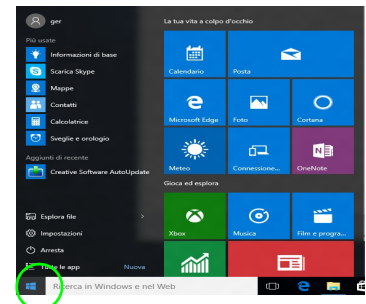 ger
Più usate
Informazioni di base
Scarica Skype
Mappe
Contatti
Calcolatrice
Sveglie e orologio
Aggiunti di recente
Creative Software AutoUpdate
Esplora file
Impostazioni
Arresta
Tutte le app Nuova
Ricerca in Windows e nel Web
La tua vita a colpo d'occhio
Calendario
Posta
Microsoft Edge
Foto
Cortana
Meteo
Connessione...
OneNote
Gioca ed esplora
Xbox
Musica
Film e progra...